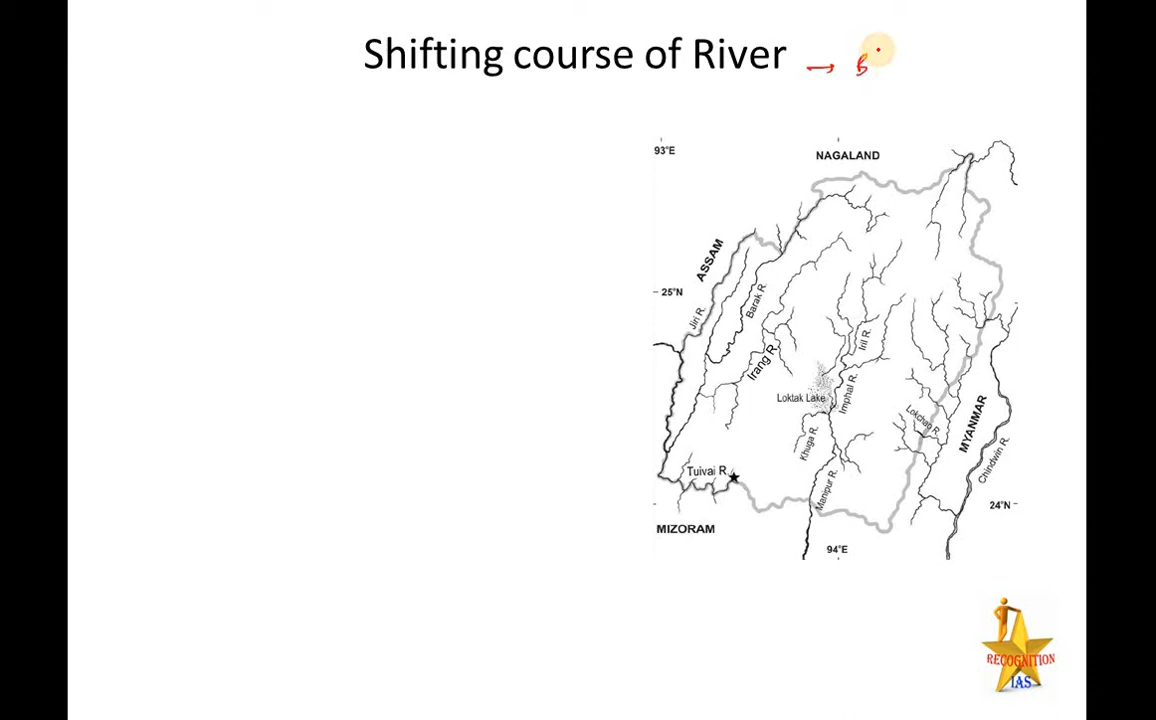 Shifting course of River → B
93°E
NAGALAND
ASSAM
25°N
Barak R.
Jiri R.
Iril R.
Irang R.
Imphal R.
Loktak Lake
Lokchao R.
MYANMAR
Khuga R.
Chindwin R.
Tuivai R.
Manipur R.
24°N
MIZORAM
94°E
RECOGNITION
IAS